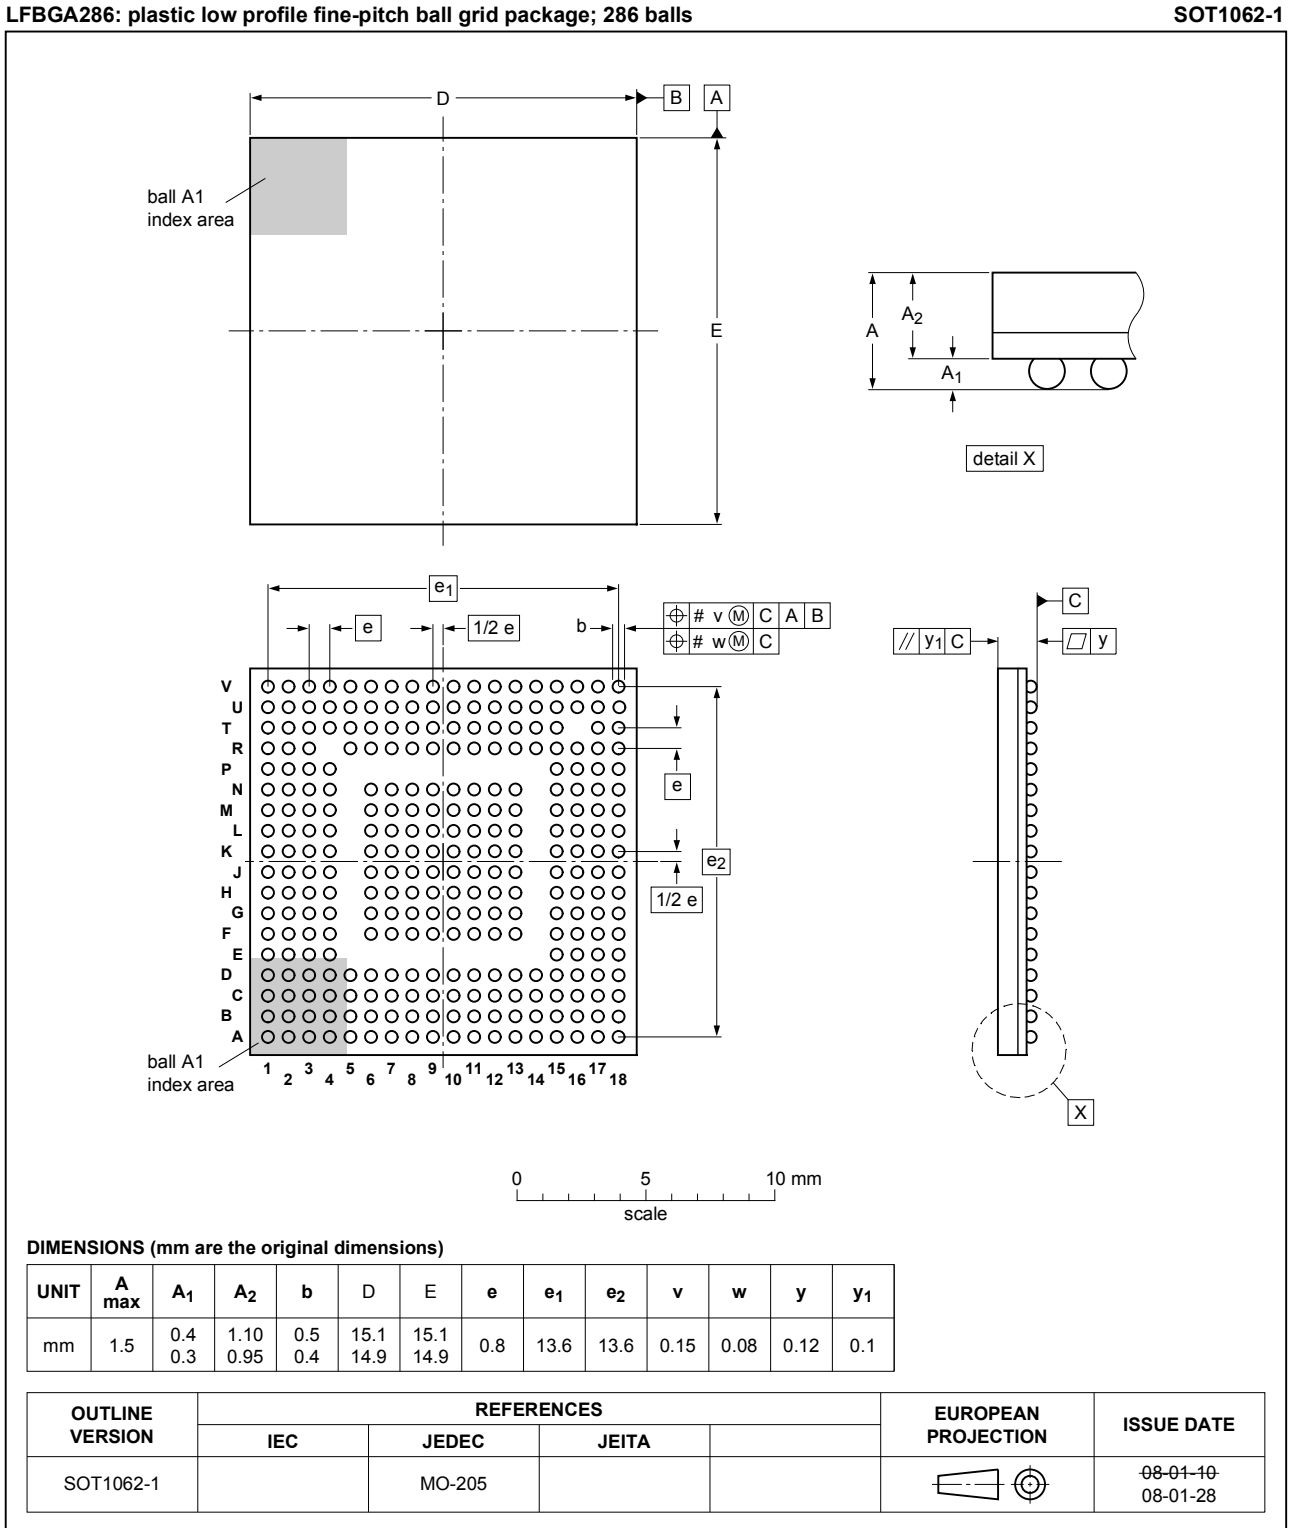 LFBGA286: plastic low profile fine-pitch ball grid package; 286 balls SOT1062-1
D B A
ball A1
index area
E
A A2
A1
detail X
e1
e 1/2 e b # v M C A B
# w M C
C
// y1 C y
V
U
T
R
P
N
M
L
K
J
H
G
F
E
D
C
B
A
e
e2
1/2 e
ball A1
index area
1 2 3 4 5 6 7 8 9 10 11 12 13 14 15 16 17 18
X
0 5 10 mm
scale
DIMENSIONS (mm are the original dimensions)
UNIT A max A1 A2 b D E e e1 e2 v w y y1
mm 1.5 0.4 0.3 1.10 0.95 0.5 0.4 15.1 14.9 15.1 14.9 0.8 13.6 13.6 0.15 0.08 0.12 0.1
OUTLINE VERSION REFERENCES EUROPEAN PROJECTION ISSUE DATE
IEC JEDEC JEITA
SOT1062-1 MO-205 08-01-10
08-01-28